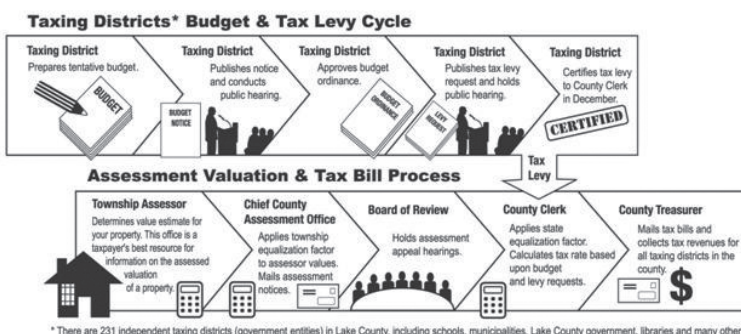 Taxing Districts* Budget & Tax Levy Cycle
Taxing District
Prepares tentative budget.
BUDGET
Taxing District
Publishes notice
and conducts
public hearing.
BUDGET
NOTICE
Taxing District
Approves budget
ordinance.
BUDGET
ORDINANCE
Taxing District
Publishes tax levy
request and holds
public hearing.
LEVY
REQUEST
Taxing District
Certifies tax levy
to County Clerk
in December.
CERTIFIED
Tax
Levy
Assessment Valuation & Tax Bill Process
Township Assessor
Determines value estimate for
your property. This office is a
taxpayer's best resource for
information on the assessed
valuation
of a property.
Chief County
Assessment Office
Applies township
equalization factor
to assessor values.
Mails assessment
notices.
Board of Review
Holds assessment
appeal hearings.
County Clerk
Applies state
equalization factor.
Calculates tax rate based
upon budget
and levy requests.
County Treasurer
Mails tax bills and
collects tax revenues for
all taxing districts in the
county.
$
* There are 231 independent taxing districts (government entities) in Lake County, including schools, municipalities, Lake County government, libraries and many other